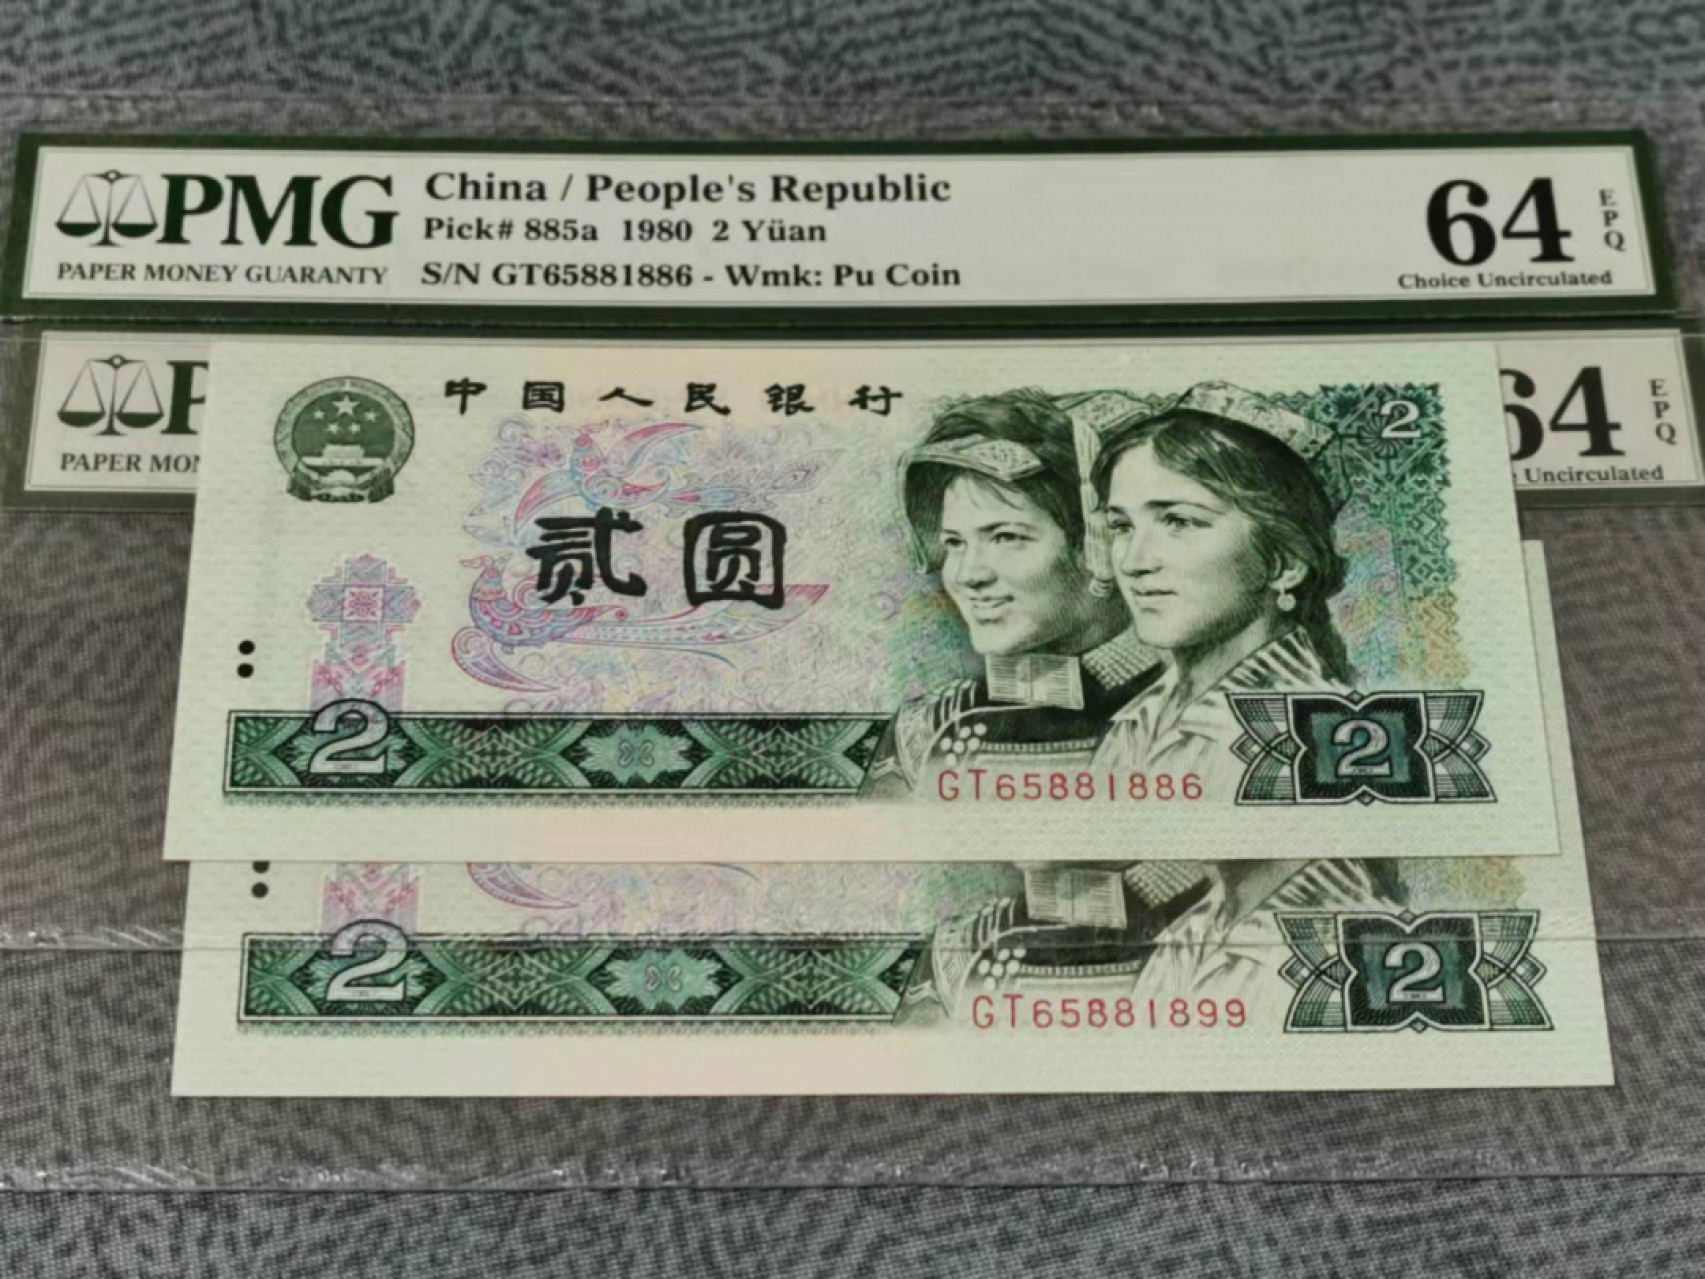 PMG
PAPER MONEY GUARANTY
China / People's Republic
Pick# 885a 1980 2 Yüan
S/N GT65881886 - Wmk: Pu Coin
64
EPQ
Choice Uncirculated
PAPER
64
EPQ
Uncirculated
中国人民银行
2
贰圆
2
GT65881886
2
2
GT65881899
2